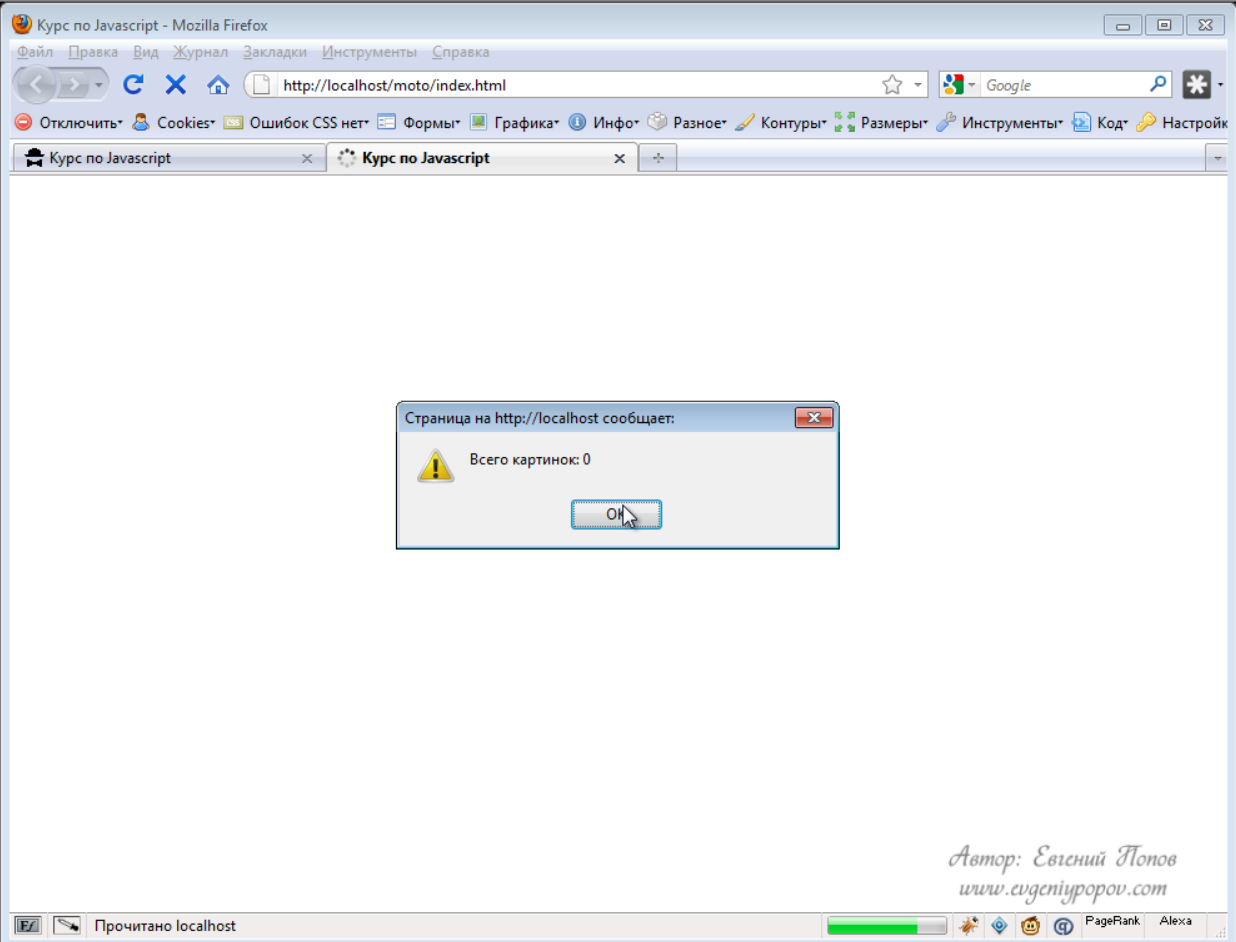 Курс по Javascript - Mozilla Firefox
Файл Правка Вид Журнал Закладки Инструменты Справка
http://localhost/moto/index.html Google
Отключить Cookies CSS Ошибок CSS нет Формы Графика Инфо Разное Контуры Размеры Инструменты Код Настройк
Курс по Javascript Курс по Javascript
Страница на http://localhost сообщает:
Всего картинок: 0
OK
Автор: Евгений Попов
www.evgeniypopov.com
Прочитано localhost PageRank Alexa